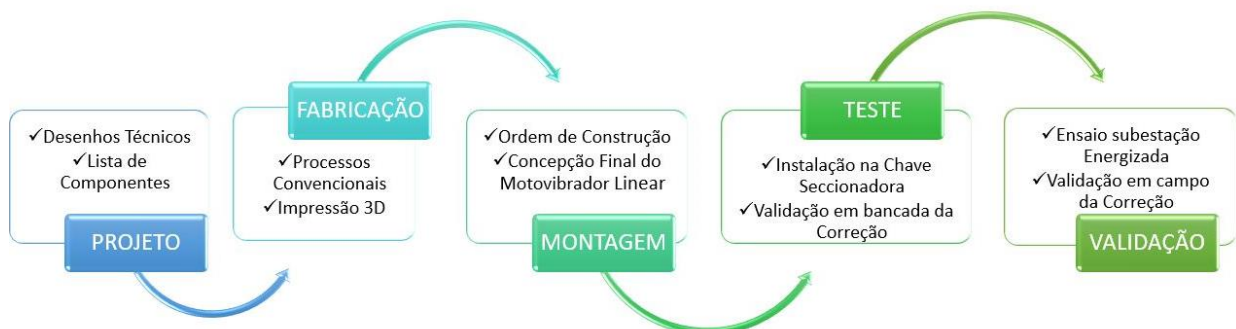 ✓Desenhos Técnicos
✓Lista de
Componentes
PROJETO
FABRICAÇÃO
✓Processos
Convencionais
✓Impressão 3D
✓Ordem de Construção
✓Concepção Final do
Motovibrador Linear
MONTAGEM
TESTE
✓Instalação na Chave
Seccionadora
✓Validação em bancada da
Correção
✓Ensaio subestação
Energizada
✓Validação em campo
da Correção
VALIDAÇÃO